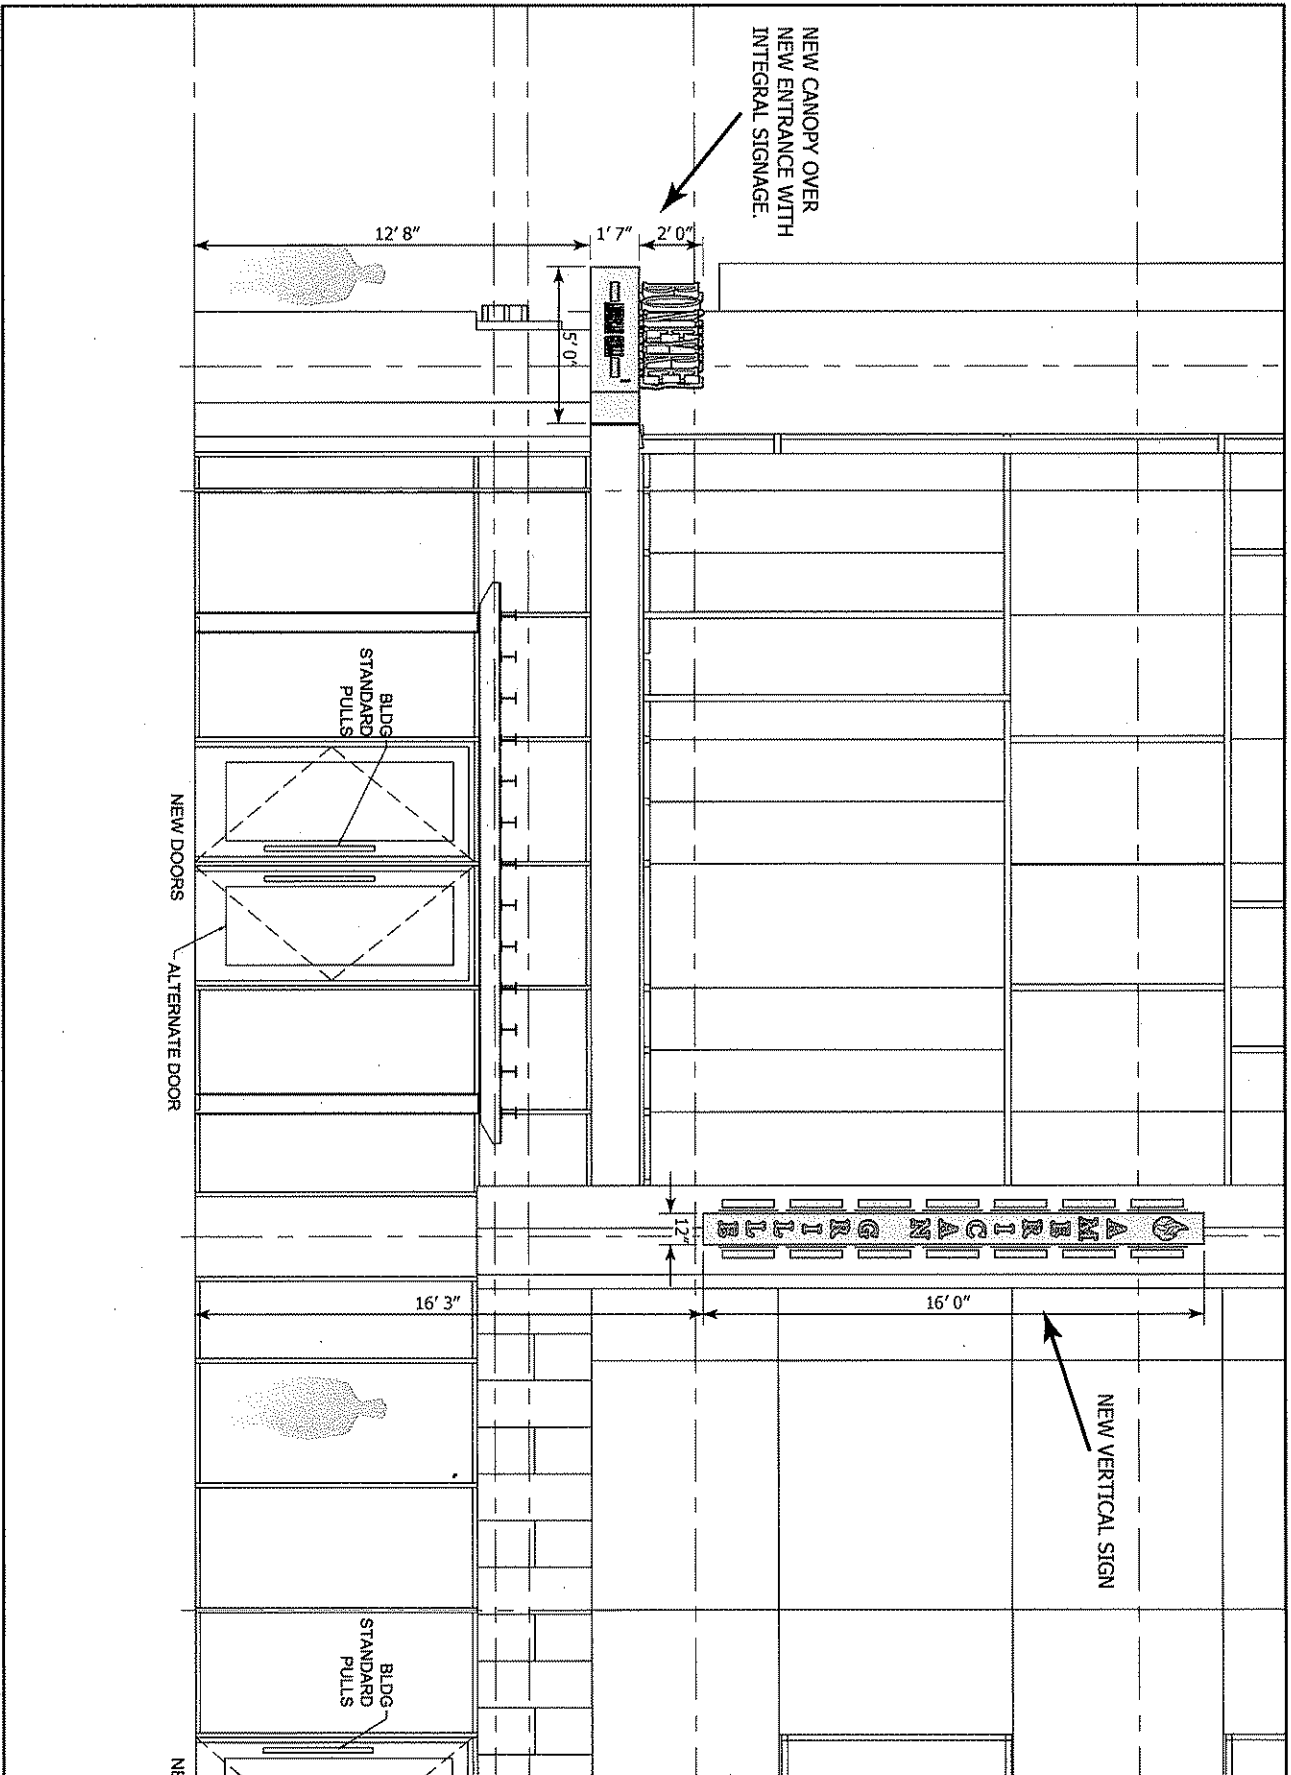 NEW CANOPY OVER
NEW ENTRANCE WITH
INTEGRAL SIGNAGE.
12' 8"
1' 7"
2' 0"
5' 0"
BLDG
STANDARD
PULLS
NEW DOORS
ALTERNATE DOOR
AMERICAN GRILLE
12"
16' 3"
16' 0"
NEW VERTICAL SIGN
BLDG
STANDARD
PULLS